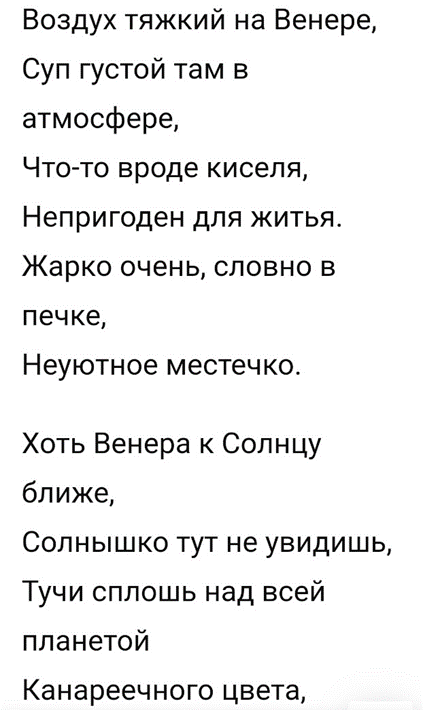 Воздух тяжкий на Венере,
Суп густой там в
атмосфере,
Что-то вроде киселя,
Непригоден для житья.
Жарко очень, словно в
печке,
Неуютное местечко.
Хоть Венера к Солнцу
ближе,
Солнышко тут не увидишь,
Тучи сплошь над всей
планетой
Канареечного цвета,